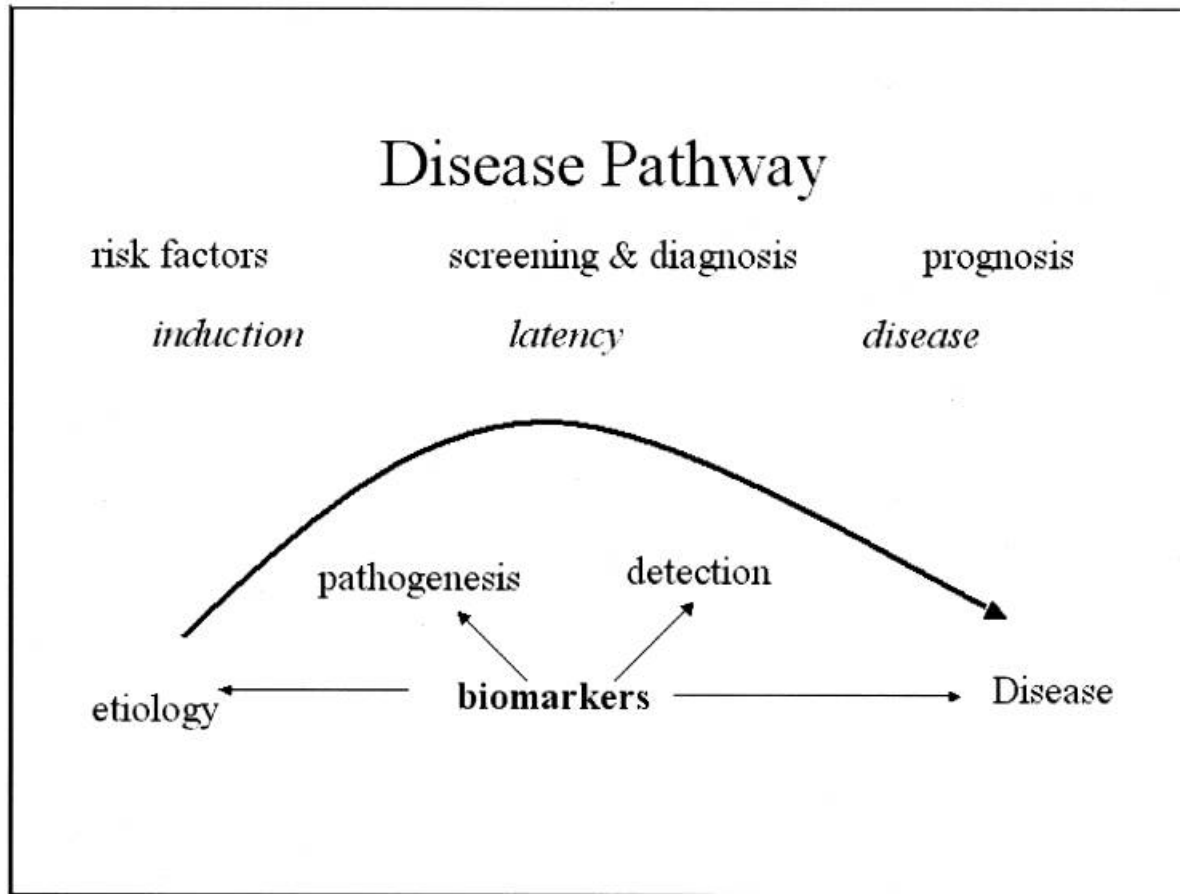 Disease Pathway
risk factors screening & diagnosis prognosis
induction latency disease
pathogenesis detection
etiology biomarkers Disease